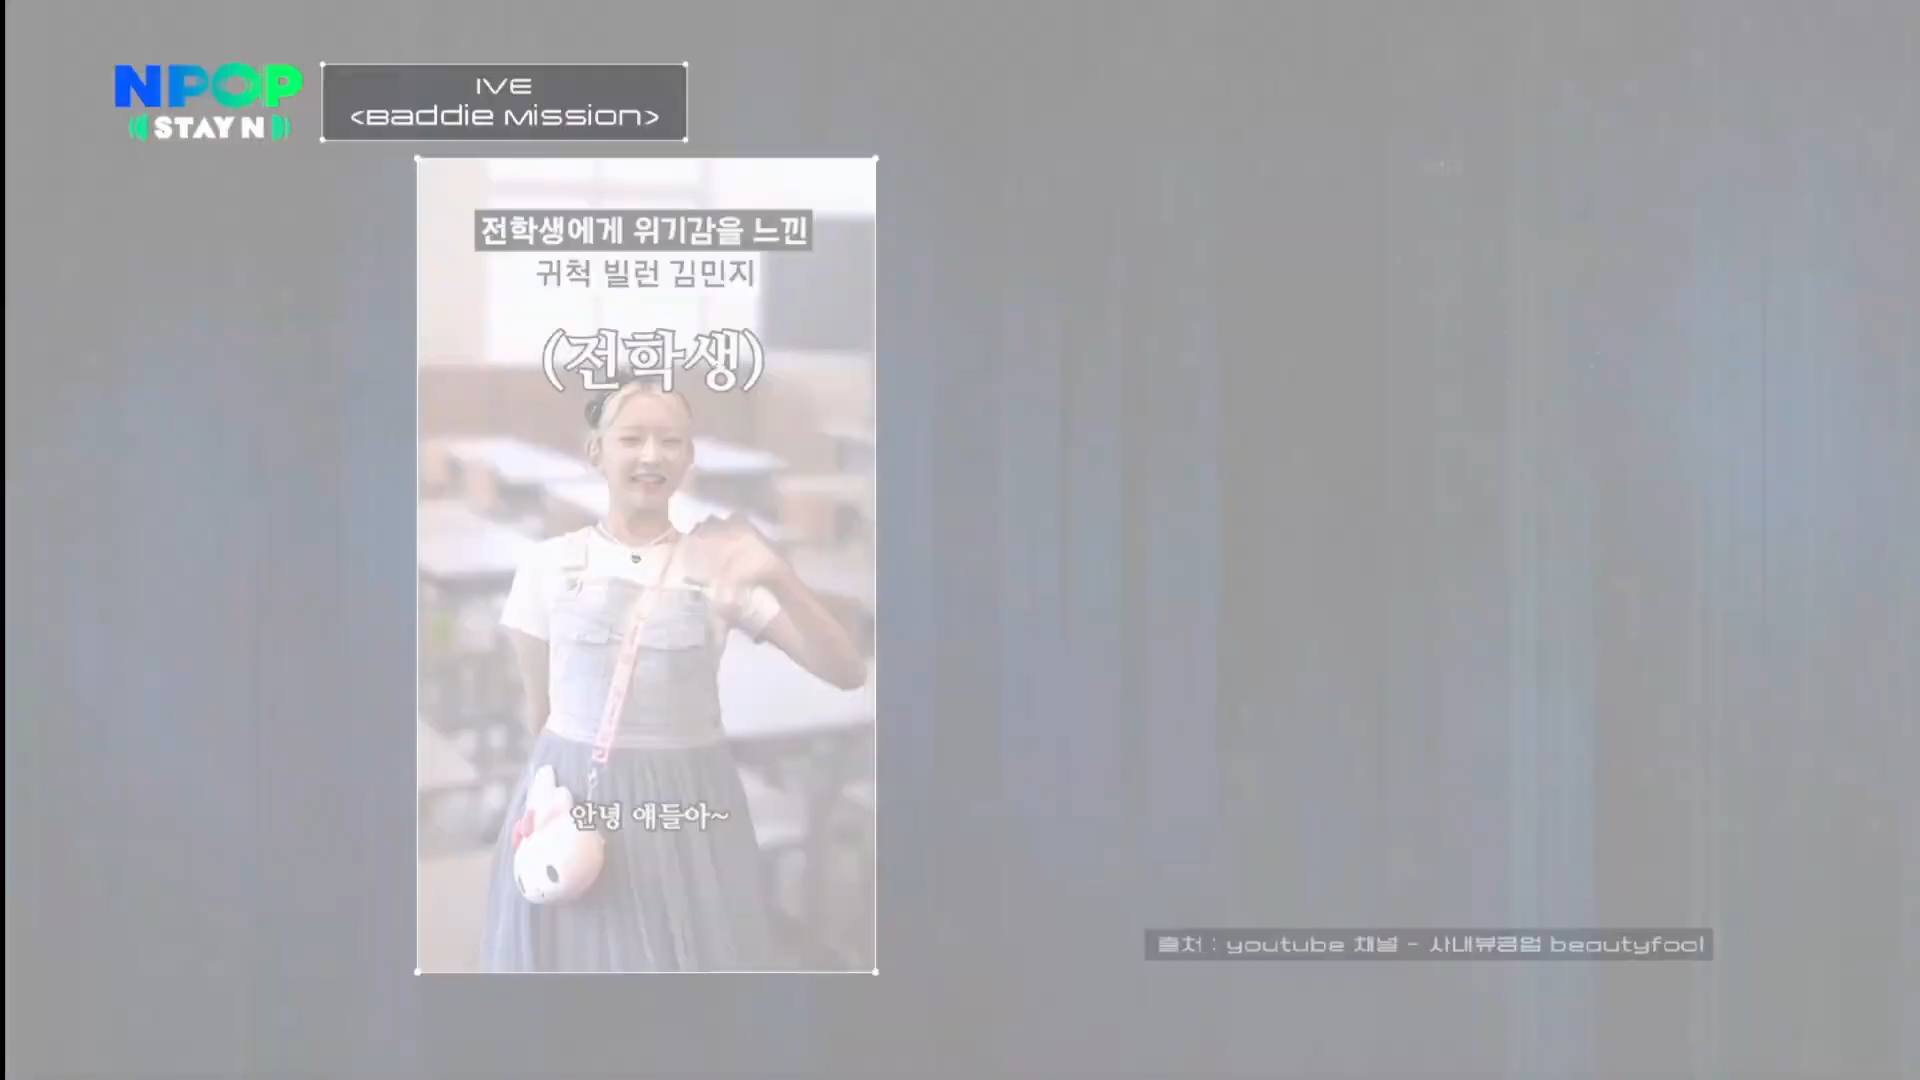 NPOP
STAY N
IVE
<Baddie Mission>
전학생에게 위기감을 느낀
귀척 빌런 김민지
(전학생)
안녕 얘들아~
출처 : youtube 채널 - 사내뷰공업 beautyfool